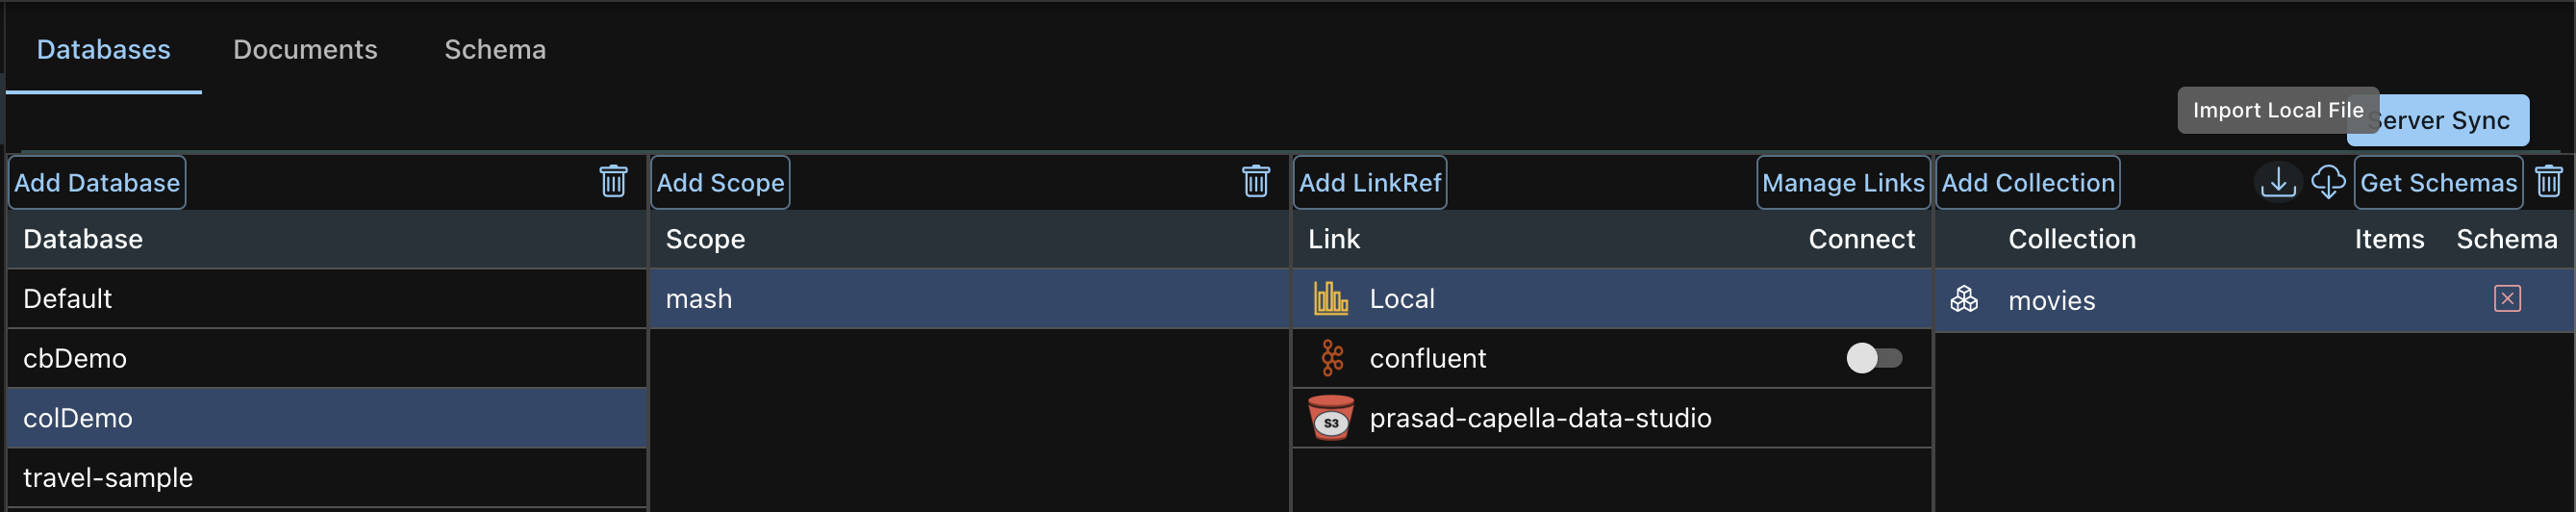 Databases Documents Schema
Import Local File
Server Sync
Add Database Add Scope Add LinkRef Manage Links Add Collection Get Schemas
Database Scope Link Connect Collection Items Schema
Default mash Local movies
cbDemo confluent
colDemo S3 prasad-capella-data-studio
travel-sample